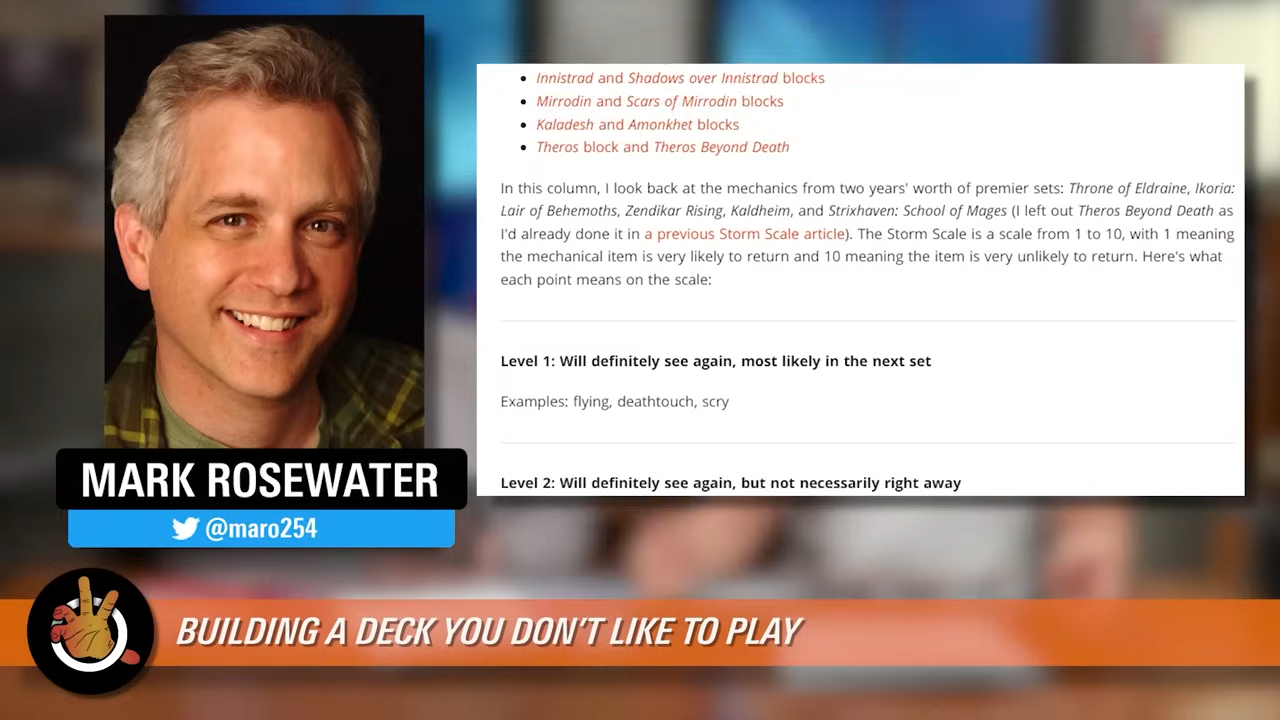 Innistrad and Shadows over Innistrad blocks
Mirrodin and Scars of Mirrodin blocks
Kaladesh and Amonkhet blocks
Theros block and Theros Beyond Death
In this column, I look back at the mechanics from two years' worth of premier sets: Throne of Eldraine, Ikoria:
Lair of Behemoths, Zendikar Rising, Kaldheim, and Strixhaven: School of Mages (I left out Theros Beyond Death as
I'd already done it in a previous Storm Scale article). The Storm Scale is a scale from 1 to 10, with 1 meaning
the mechanical item is very likely to return and 10 meaning the item is very unlikely to return. Here's what
each point means on the scale:
Level 1: Will definitely see again, most likely in the next set
Examples: flying, deathtouch, scry
Level 2: Will definitely see again, but not necessarily right away
MARK ROSEWATER
@maro254
BUILDING A DECK YOU DON'T LIKE TO PLAY